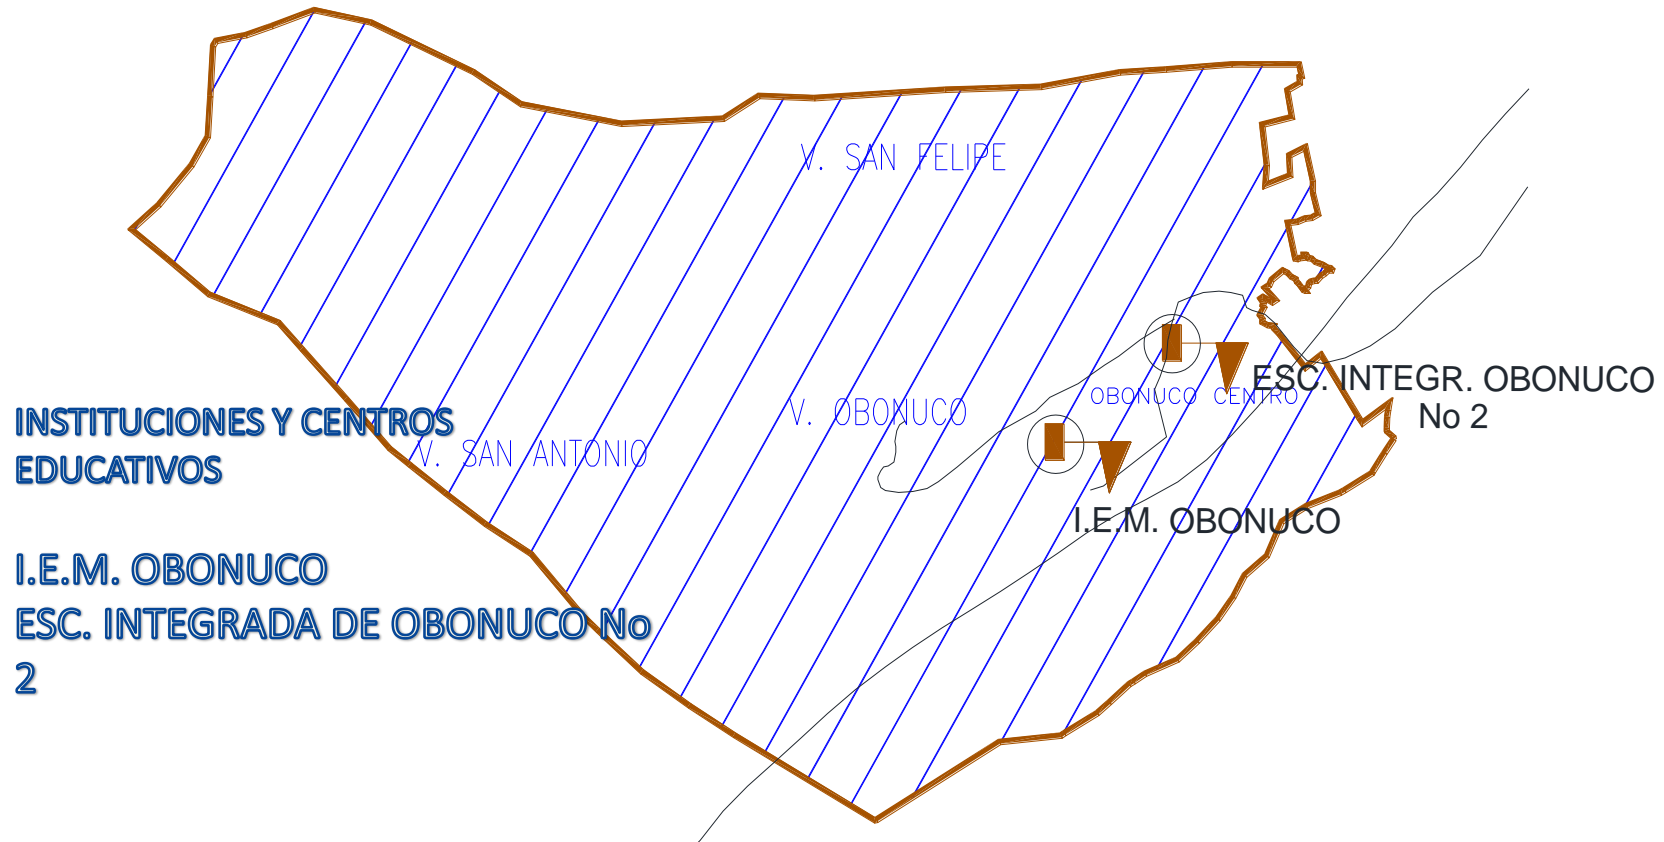 V. SAN FELIPE
ESC. INTEGR. OBONUCO
No 2
OBONUCO CENTRO
V. OBONUCO
V. SAN ANTONIO
I.E.M. OBONUCO
INSTITUCIONES Y CENTROS
EDUCATIVOS
I.E.M. OBONUCO
ESC. INTEGRADA DE OBONUCO No
2